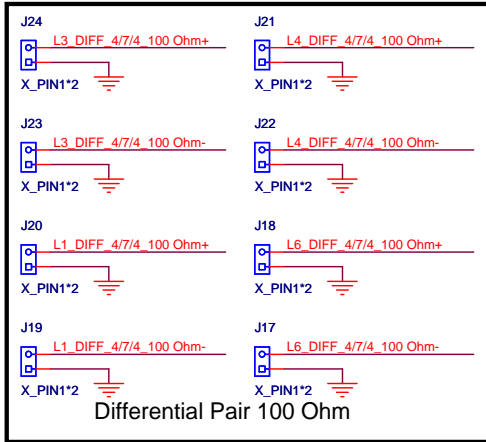 J24
L3_DIFF_4/7/4_100 Ohm+
X_PIN1*2
J21
L4_DIFF_4/7/4_100 Ohm+
X_PIN1*2
J23
L3_DIFF_4/7/4_100 Ohm-
X_PIN1*2
J22
L4_DIFF_4/7/4_100 Ohm-
X_PIN1*2
J20
L1_DIFF_4/7/4_100 Ohm+
X_PIN1*2
J18
L6_DIFF_4/7/4_100 Ohm+
X_PIN1*2
J19
L1_DIFF_4/7/4_100 Ohm-
X_PIN1*2
J17
L6_DIFF_4/7/4_100 Ohm-
X_PIN1*2
Differential Pair 100 Ohm